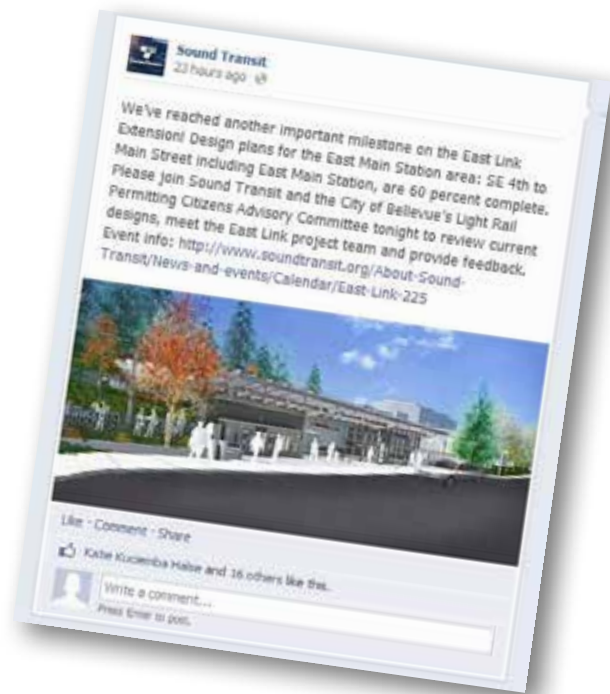 Sound Transit
23 hours ago
We've reached another important milestone on the East Link
Extension! Design plans for the East Main Station area; SE 4th to
Main Street including East Main Station, are 60 percent complete.
Please join Sound Transit and the City of Bellevue's Light Rail
Permitting Citizens Advisory Committee tonight to review current
designs, meet the East Link project team and provide feedback.
Event info: http://www.soundtransit.org/About-Sound-
Transit/News-and-events/Calendar/East-Link-225
Like · Comment · Share
Katie Kuciemba Halse and 16 others like this.
Write a comment...
Press Enter to post.